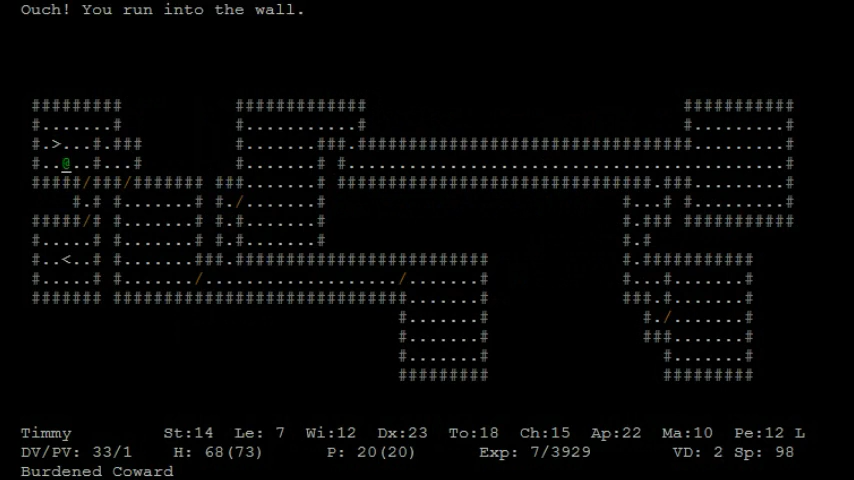 Ouch! You run into the wall.
Timmy St:14 Le: 7 Wi:12 Dx:23 To:18 Ch:15 Ap:22 Ma:10 Pe:12 L
DV/PV: 33/1 H: 68(73) P: 20(20) Exp: 7/3929 VD: 2 Sp: 98
Burdened Coward